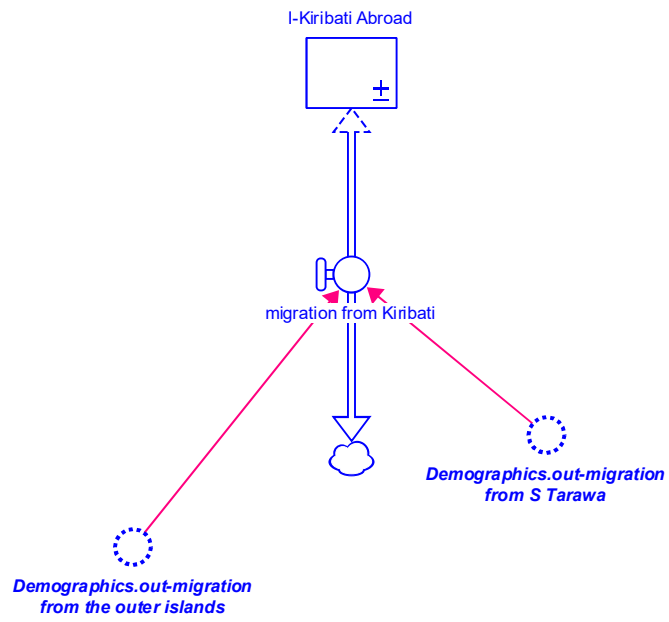 I-Kiribati Abroad
±
migration from Kiribati
Demographics.out-migration
from S Tarawa
Demographics.out-migration
from the outer islands